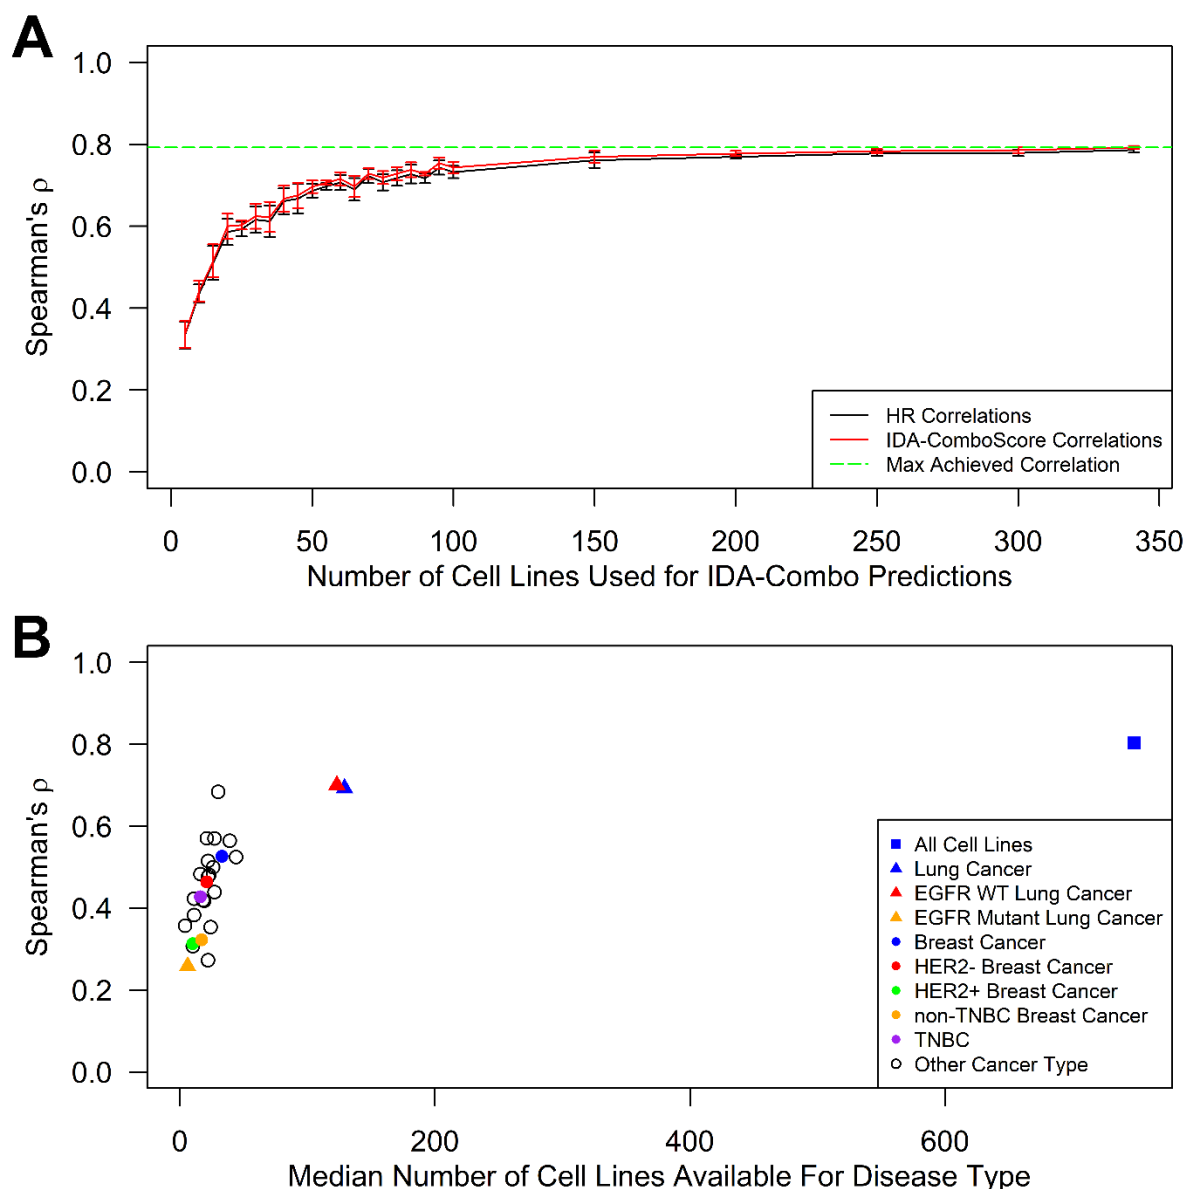 A
1.0
0.8
0.6
0.4
0.2
0.0
Spearman's ρ
HR Correlations
IDA-ComboScore Correlations
Max Achieved Correlation
0 50 100 150 200 250 300 350
Number of Cell Lines Used for IDA-Combo Predictions
B
1.0
0.8
0.6
0.4
0.2
0.0
Spearman's ρ
All Cell Lines
Lung Cancer
EGFR WT Lung Cancer
EGFR Mutant Lung Cancer
Breast Cancer
HER2- Breast Cancer
HER2+ Breast Cancer
non-TNBC Breast Cancer
TNBC
Other Cancer Type
0 200 400 600
Median Number of Cell Lines Available For Disease Type